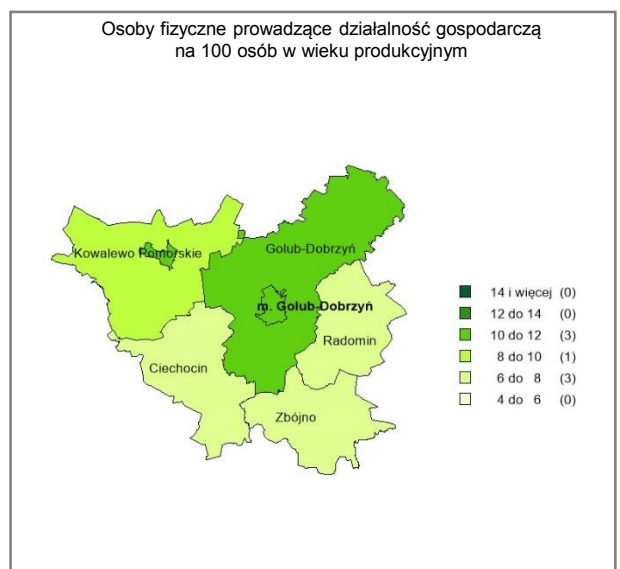 Osoby fizyczne prowadzące działalność gospodarczą
na 100 osób w wieku produkcyjnym
Kowalewo Pomorskie
Golub-Dobrzyń
m. Golub-Dobrzyń
Radomin
Ciechocin
Zbójno
14 i więcej (0)
12 do 14 (0)
10 do 12 (3)
8 do 10 (1)
6 do 8 (3)
4 do 6 (0)